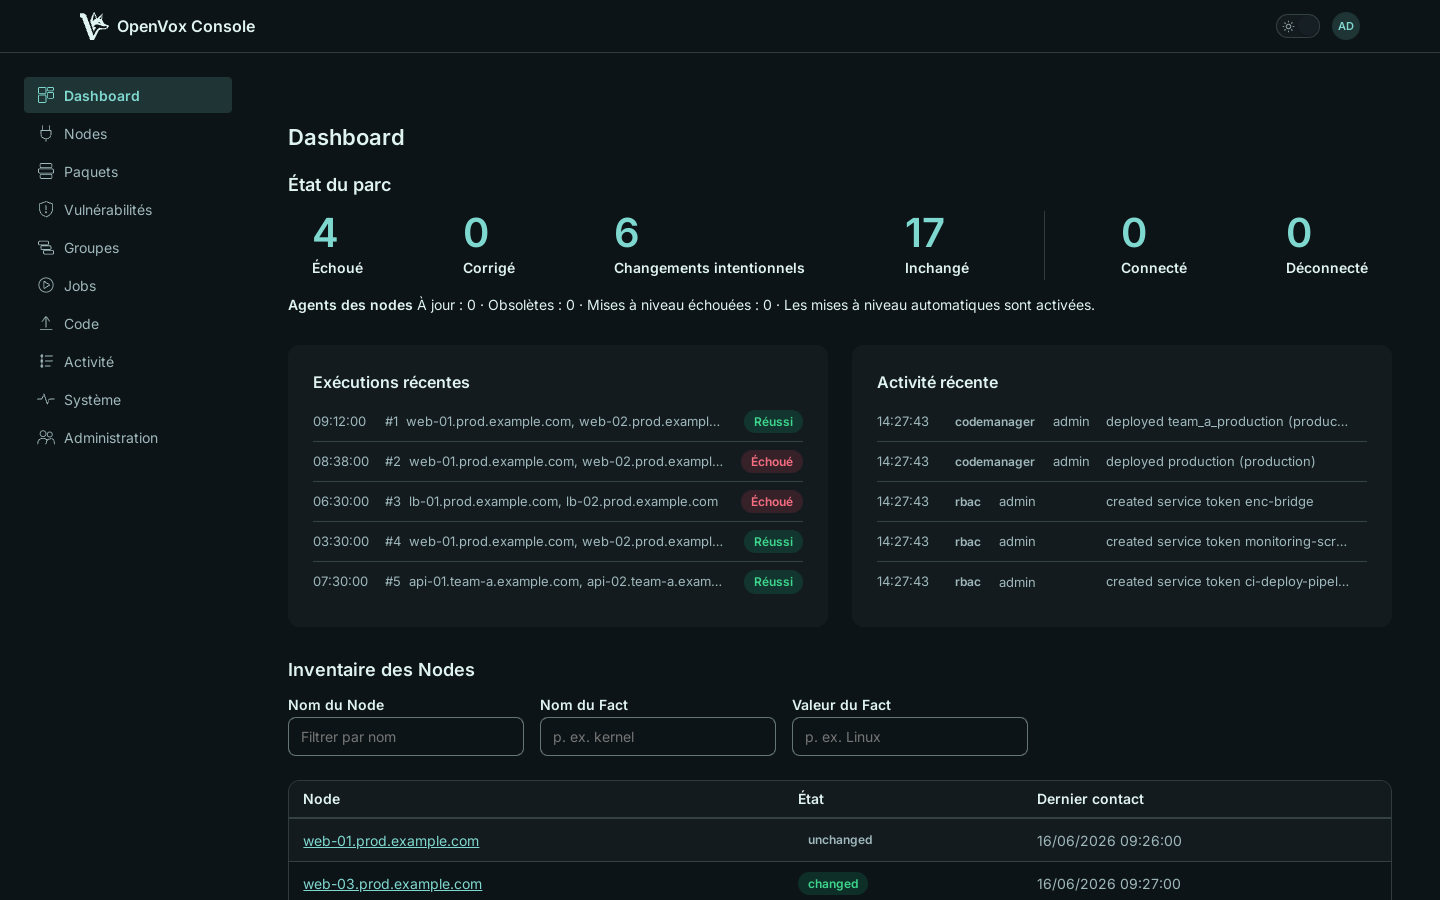 OpenVox Console
AD
Dashboard
Nodes
Paquets
Vulnérabilités
Groupes
Jobs
Code
Activité
Système
Administration
Dashboard
État du parc
4 0 6 17 0 0
Échoué Corrigé Changements intentionnels Inchangé Connecté Déconnecté
Agents des nodes À jour : 0 · Obsolètes : 0 · Mises à niveau échouées : 0 · Les mises à niveau automatiques sont activées.
Exécutions récentes
09:12:00 #1 web-01.prod.example.com, web-02.prod.exampl... Réussi
08:38:00 #2 web-01.prod.example.com, web-02.prod.exampl... Échoué
06:30:00 #3 lb-01.prod.example.com, lb-02.prod.example.com Échoué
03:30:00 #4 web-01.prod.example.com, web-02.prod.exampl... Réussi
07:30:00 #5 api-01.team-a.example.com, api-02.team-a.exam... Réussi
Activité récente
14:27:43 codemanager admin deployed team_a_production (produc...
14:27:43 codemanager admin deployed production (production)
14:27:43 rbac admin created service token enc-bridge
14:27:43 rbac admin created service token monitoring-scr...
14:27:43 rbac admin created service token ci-deploy-pipel...
Inventaire des Nodes
Nom du Node Nom du Fact Valeur du Fact
Filtrer par nom p. ex. kernel p. ex. Linux
Node État Dernier contact
web-01.prod.example.com unchanged 16/06/2026 09:26:00
web-03.prod.example.com changed 16/06/2026 09:27:00